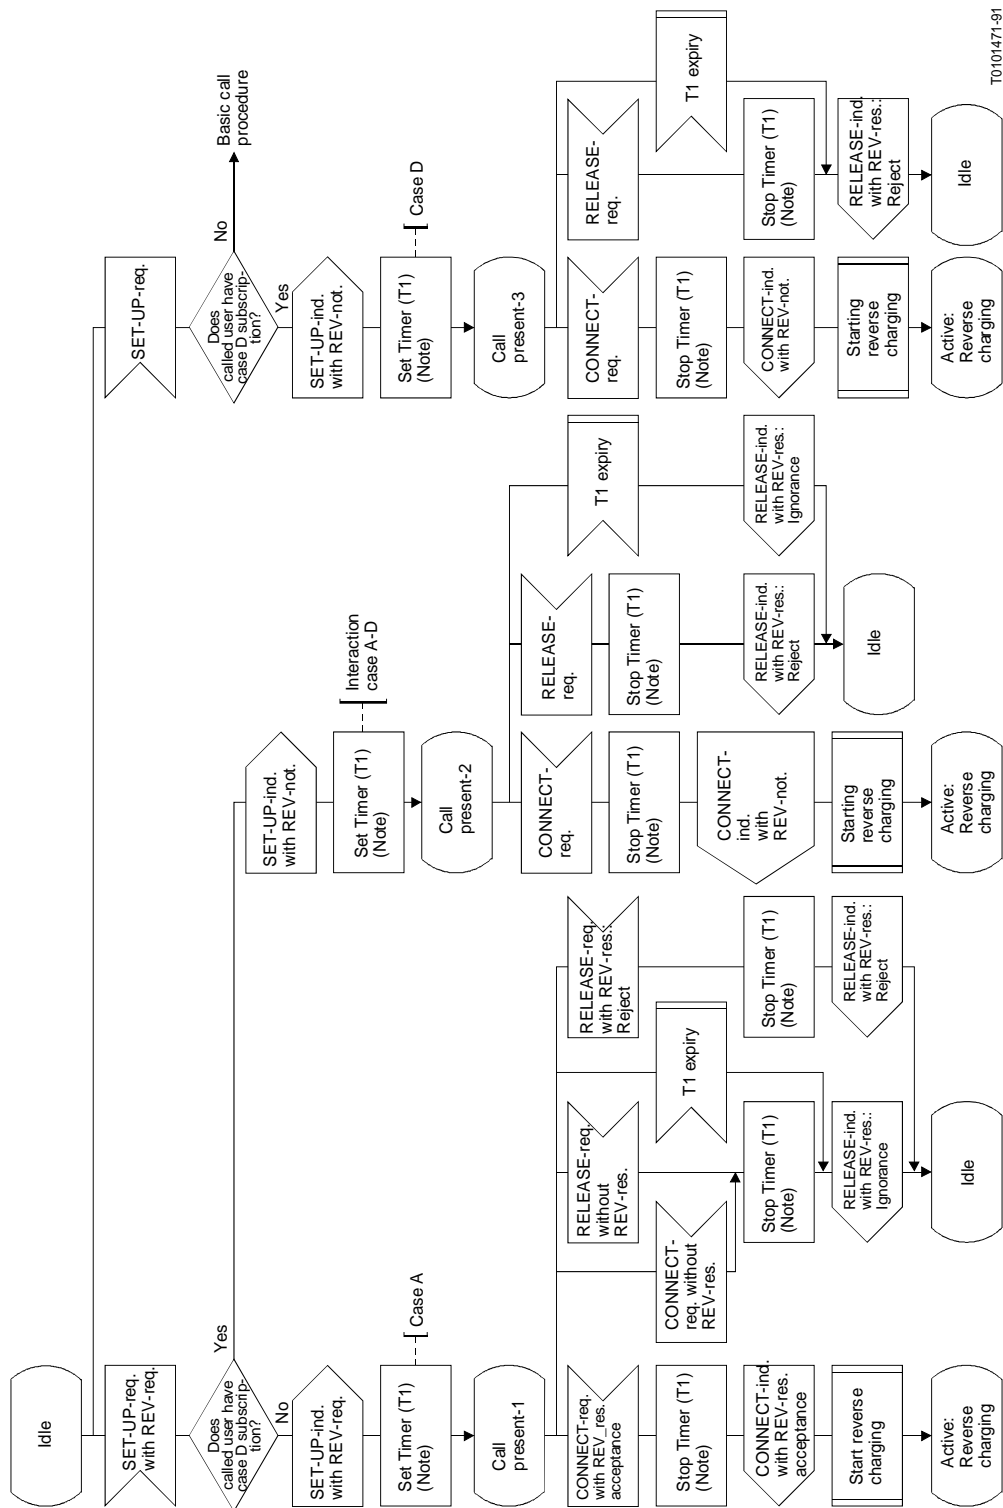 Idle
SET-UP-req.
with REV-req.
Does
called user have
case D subscrip-
tion?
Yes
No
SET-UP-ind.
with REV-req.
Set Timer (T1)
(Note)
Case A
Call
present-1
CONNECT-req.
with REV_res.
acceptance
Stop Timer (T1)
(Note)
CONNECT-ind.
with REV-res.
acceptance
Start reverse
charging
Active:
Reverse
charging
CONNECT-
req. without
REV-res.
RELEASE-req.
without
REV-res.
Stop Timer (T1)
(Note)
RELEASE-ind.
with REV-res.:
Ignorance
Idle
T1 expiry
RELEASE-req.
with REV-res.:
Reject
Stop Timer (T1)
(Note)
RELEASE-ind.
with REV-res.:
Reject
SET-UP-ind.
with REV-not.
Set Timer (T1)
(Note)
Interaction
case A-D
Call
present-2
CONNECT-
req.
Stop Timer (T1)
(Note)
CONNECT-
ind.
with
REV-not.
Starting
reverse
charging
Active:
Reverse
charging
RELEASE-
req.
Stop Timer (T1)
(Note)
RELEASE-ind.
with REV-res.:
Reject
Idle
T1 expiry
RELEASE-ind.
with REV-res.:
Ignorance
SET-UP-req.
Does
called user have
case D subscrip-
tion?
No
Basic call
procedure
Yes
SET-UP-ind.
with REV-not.
Set Timer (T1)
(Note)
Case D
Call
present-3
CONNECT-
req.
Stop Timer (T1)
(Note)
CONNECT-ind.
with REV-not.
Starting
reverse
charging
Active:
Reverse
charging
RELEASE-
req.
Stop Timer (T1)
(Note)
RELEASE-ind.
with REV-res.:
Reject
Idle
T1 expiry
T0101471-91